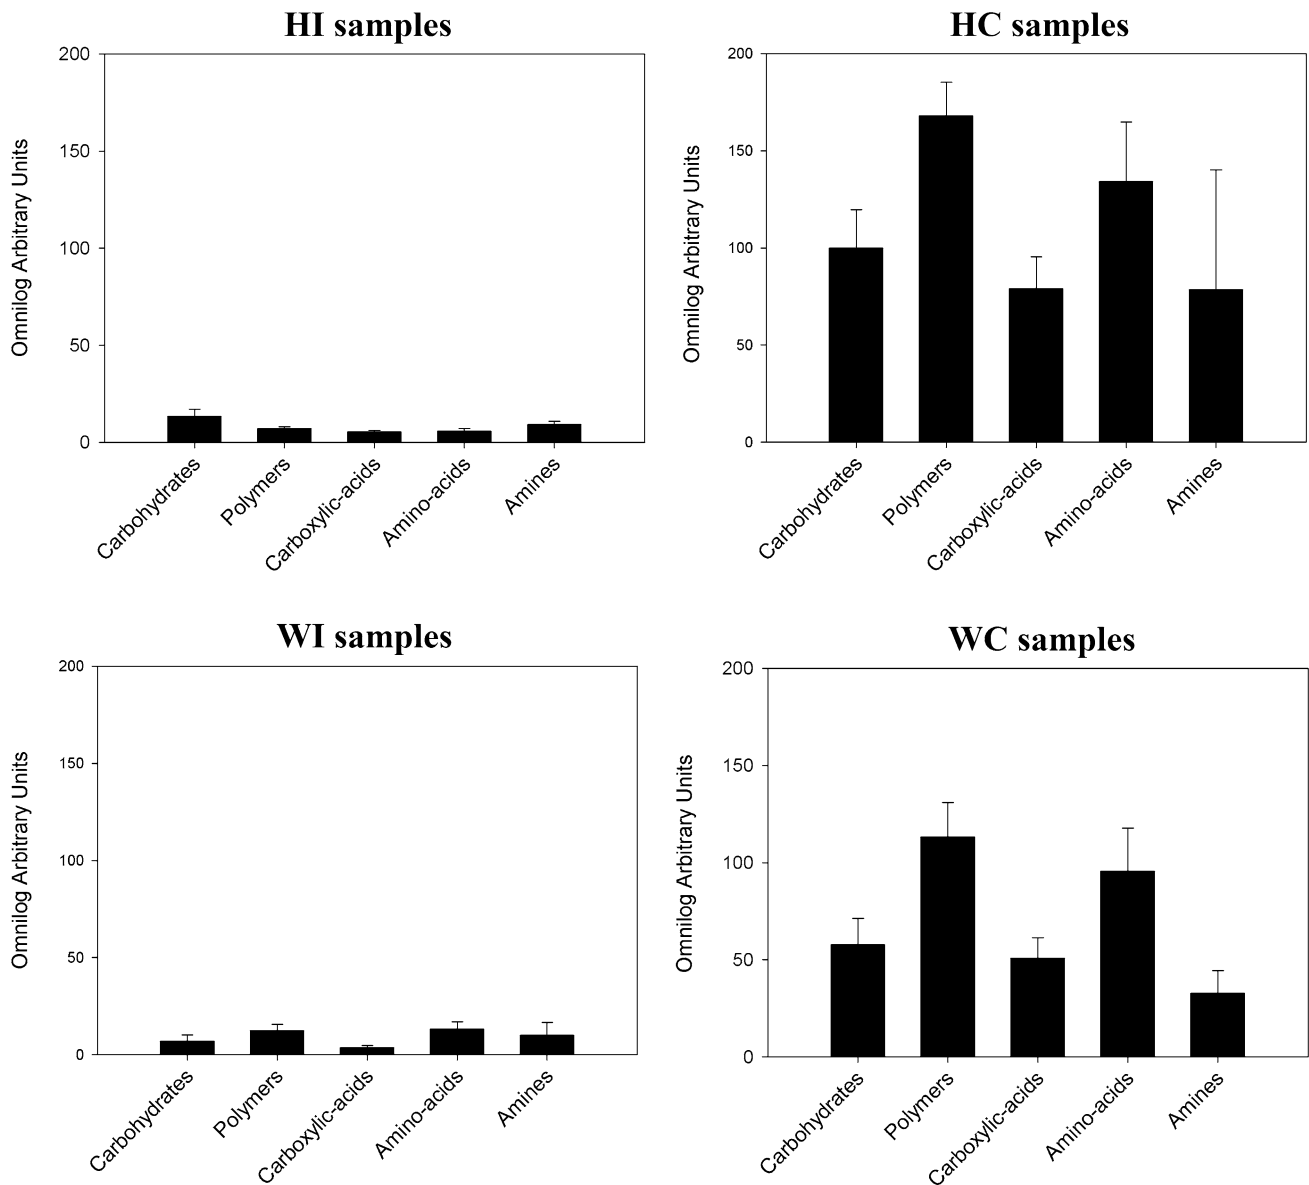 HI samples
200
150
100
50
0
Omnilog Arbitrary Units
Carbohydrates
Polymers
Carboxylic-acids
Amino-acids
Amines
HC samples
200
150
100
50
0
Omnilog Arbitrary Units
Carbohydrates
Polymers
Carboxylic-acids
Amino-acids
Amines
WI samples
200
150
100
50
0
Omnilog Arbitrary Units
Carbohydrates
Polymers
Carboxylic-acids
Amino-acids
Amines
WC samples
200
150
100
50
0
Omnilog Arbitrary Units
Carbohydrates
Polymers
Carboxylic-acids
Amino-acids
Amines